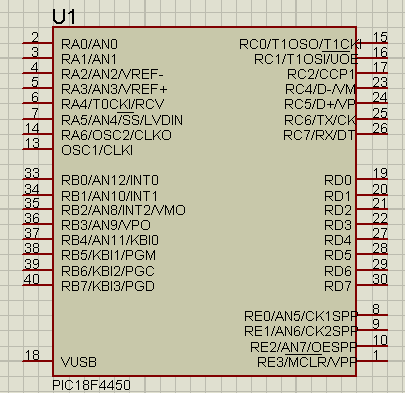 U1
2 RA0/AN0 RC0/T1OSO/T1CKI 15
3 RA1/AN1 RC1/T1OSI/UOE 16
4 RA2/AN2/VREF- RC2/CCP1 17
5 RA3/AN3/VREF+ RC4/D-/VM 23
6 RA4/T0CKI/RCV RC5/D+/VP 24
7 RA5/AN4/SS/LVDIN RC6/TX/CK 25
14 RA6/OSC2/CLKO RC7/RX/DT 26
13 OSC1/CLKI
33 RB0/AN12/INT0 RD0 19
34 RB1/AN10/INT1 RD1 20
35 RB2/AN8/INT2/VMO RD2 21
36 RB3/AN9/VPO RD3 22
37 RB4/AN11/KBI0 RD4 27
38 RB5/KBI1/PGM RD5 28
39 RB6/KBI2/PGC RD6 29
40 RB7/KBI3/PGD RD7 30
RE0/AN5/CK1SPP 8
RE1/AN6/CK2SPP 9
RE2/AN7/OESPP 10
18 VUSB RE3/MCLR/VPP 1
PIC18F4450